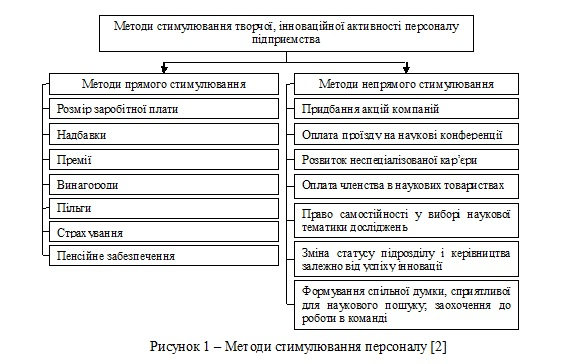 Методи стимулювання творчої, інноваційної активності персоналу
підприємства
Методи прямого стимулювання
Розмір заробітної плати
Надбавки
Премії
Винагороди
Пільги
Страхування
Пенсійне забезпечення
Методи непрямого стимулювання
Придбання акцій компаній
Оплата проїзду на наукові конференції
Розвиток неспеціалізованої кар’єри
Оплата членства в наукових товариствах
Право самостійності у виборі наукової
тематики досліджень
Зміна статусу підрозділу і керівництва
залежно від успіху інновації
Формування спільної думки, сприятливої
для наукового пошуку; заохочення до
роботи в команді
Рисунок 1 – Методи стимулювання персоналу [2]